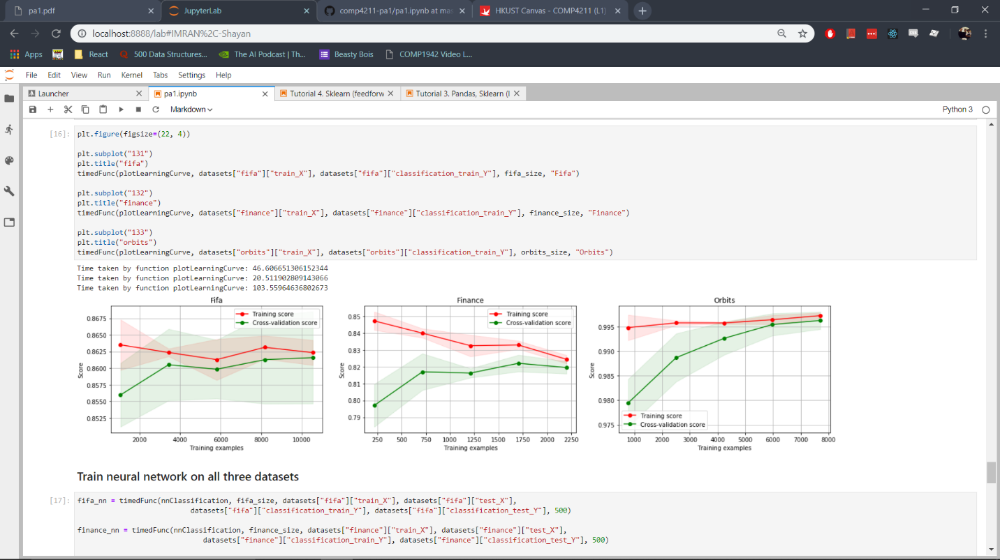 pa1.pdf
JupyterLab
comp4211-pa1/pa1.ipynb at mas
HKUST Canvas - COMP4211 (L1)
localhost:8888/lab#IMRAN%2C-Shayan
Apps
React
500 Data Structures...
The AI Podcast | Th...
Beasty Bois
COMP1942 Video L...
File Edit View Run Kernel Tabs Settings Help
Launcher
pa1.ipynb
Tutorial 4. Sklearn (feedforw
Tutorial 3. Pandas, Sklearn (l
Markdown
Python 3
[16]:
plt.figure(figsize=(22, 4))
plt.subplot("131")
plt.title("fifa")
timedFunc(plotLearningCurve, datasets["fifa"]["train_X"], datasets["fifa"]["classification_train_Y"], fifa_size, "Fifa")
plt.subplot("132")
plt.title("finance")
timedFunc(plotLearningCurve, datasets["finance"]["train_X"], datasets["finance"]["classification_train_Y"], finance_size, "Finance")
plt.subplot("133")
plt.title("orbits")
timedFunc(plotLearningCurve, datasets["orbits"]["train_X"], datasets["orbits"]["classification_train_Y"], orbits_size, "Orbits")
Time taken by function plotLearningCurve: 46.606651306152344
Time taken by function plotLearningCurve: 20.511902809143066
Time taken by function plotLearningCurve: 103.55964636802673
Fifa
Training score
Cross-validation score
0.8675
0.8650
0.8625
0.8600
0.8575
0.8550
0.8525
Score
2000 4000 6000 8000 10000
Training examples
Finance
Training score
Cross-validation score
0.85
0.84
0.83
0.82
0.81
0.80
0.79
Score
250 500 750 1000 1250 1500 1750 2000 2250
Training examples
Orbits
0.995
0.990
0.985
0.980
0.975
Score
Training score
Cross-validation score
1000 2000 3000 4000 5000 6000 7000 8000
Training examples
Train neural network on all three datasets
[17]:
fifa_nn = timedFunc(nnClassification, fifa_size, datasets["fifa"]["train_X"], datasets["fifa"]["test_X"],
datasets["fifa"]["classification_train_Y"], datasets["fifa"]["classification_test_Y"], 500)
finance_nn = timedFunc(nnClassification, finance_size, datasets["finance"]["train_X"], datasets["finance"]["test_X"],
datasets["finance"]["classification_train_Y"], datasets["finance"]["classification_test_Y"], 500)